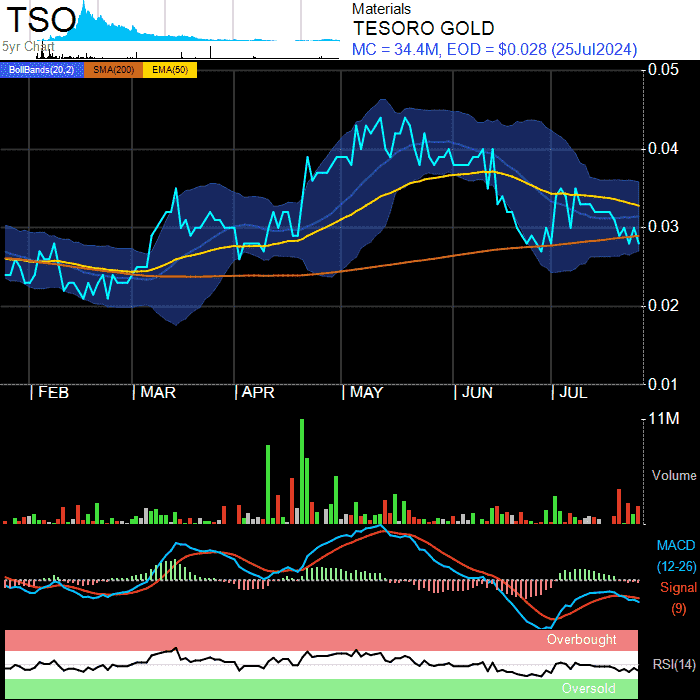 TSO
5yr Chart
Materials
TESORO GOLD
MC = 34.4M, EOD = $0.028 (25Jul2024)
BollBands(20,2) SMA(200) EMA(50)
0.05
0.04
0.03
0.02
0.01
| FEB | MAR | APR | MAY | JUN | JUL
11M
Volume
MACD
(12-26)
Signal
(9)
Overbought
RSI(14)
Oversold